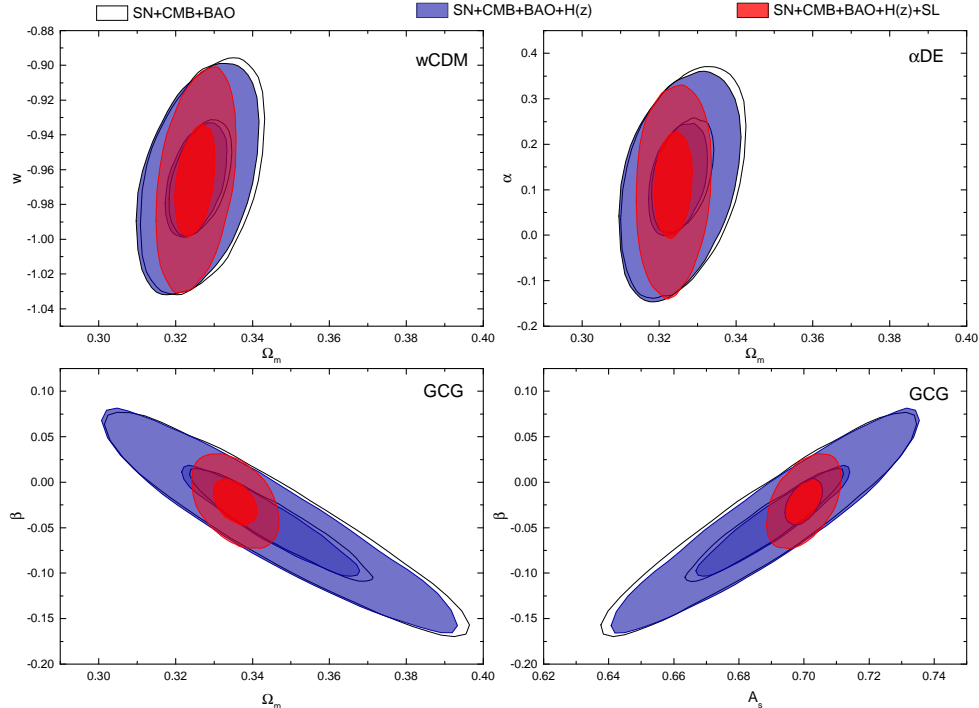 SN+CMB+BAO SN+CMB+BAO+H(z) SN+CMB+BAO+H(z)+SL
wCDM
w
-0.88
-0.90
-0.92
-0.94
-0.96
-0.98
-1.00
-1.02
-1.04
0.30 0.32 0.34 0.36 0.38 0.40
Ωm
αDE
α
0.4
0.3
0.2
0.1
0.0
-0.1
-0.2
0.30 0.32 0.34 0.36 0.38 0.40
Ωm
GCG
β
0.10
0.05
0.00
-0.05
-0.10
-0.15
-0.20
0.30 0.32 0.34 0.36 0.38 0.40
Ωm
GCG
β
0.10
0.05
0.00
-0.05
-0.10
-0.15
-0.20
0.62 0.64 0.66 0.68 0.70 0.72 0.74
As